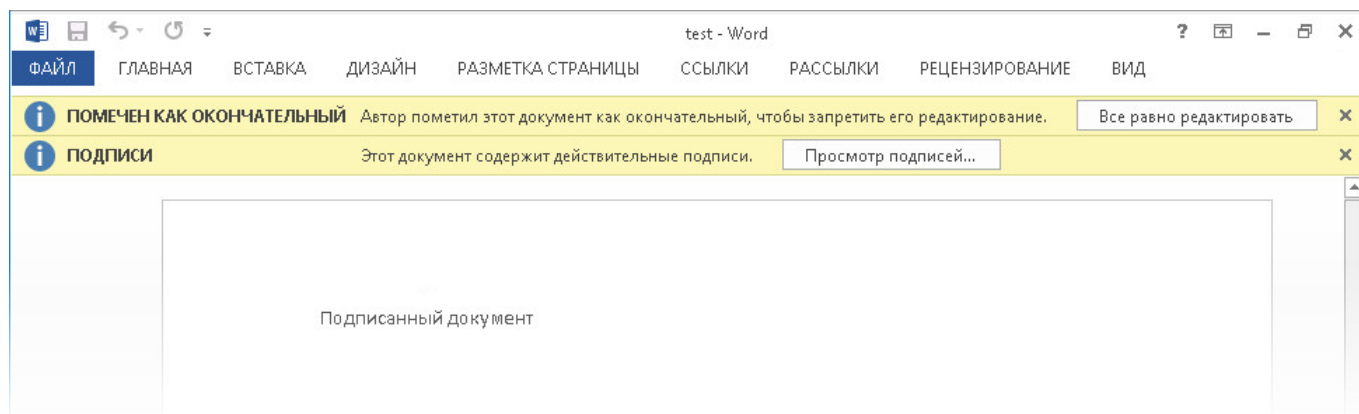 test - Word
ФАЙЛ ГЛАВНАЯ ВСТАВКА ДИЗАЙН РАЗМЕТКА СТРАНИЦЫ ССЫЛКИ РАССЫЛКИ РЕЦЕНЗИРОВАНИЕ ВИД
ПОМЕЧЕН КАК ОКОНЧАТЕЛЬНЫЙ Автор пометил этот документ как окончательный, чтобы запретить его редактирование. Все равно редактировать
ПОДПИСИ Этот документ содержит действительные подписи. Просмотр подписей...
Подписанный документ